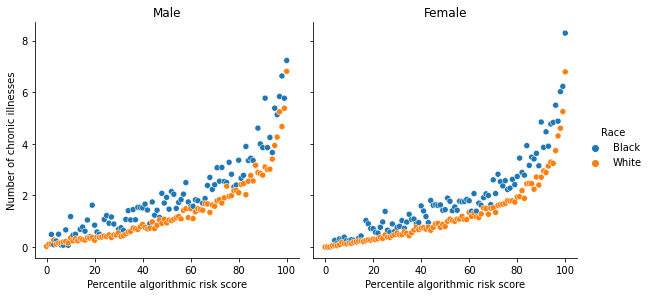 Male
Female
Number of chronic illnesses
8
6
4
2
0
0 20 40 60 80 100
0 20 40 60 80 100
Percentile algorithmic risk score
Percentile algorithmic risk score
Race
Black
White